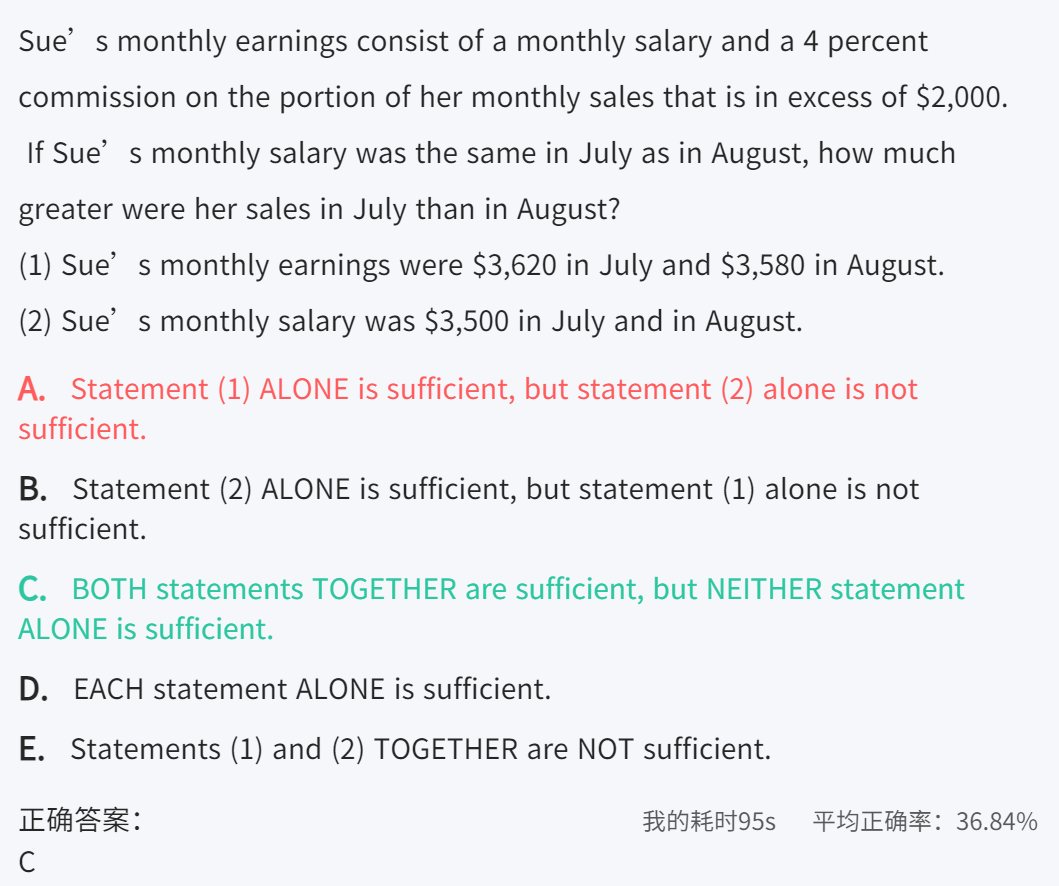 Sue’s monthly earnings consist of a monthly salary and a 4 percent
commission on the portion of her monthly sales that is in excess of $2,000.
If Sue’s monthly salary was the same in July as in August, how much
greater were her sales in July than in August?
(1) Sue’s monthly earnings were $3,620 in July and $3,580 in August.
(2) Sue’s monthly salary was $3,500 in July and in August.
A. Statement (1) ALONE is sufficient, but statement (2) alone is not
sufficient.
B. Statement (2) ALONE is sufficient, but statement (1) alone is not
sufficient.
C. BOTH statements TOGETHER are sufficient, but NEITHER statement
ALONE is sufficient.
D. EACH statement ALONE is sufficient.
E. Statements (1) and (2) TOGETHER are NOT sufficient.
正确答案： 我的耗时95s 平均正确率：36.84%
C